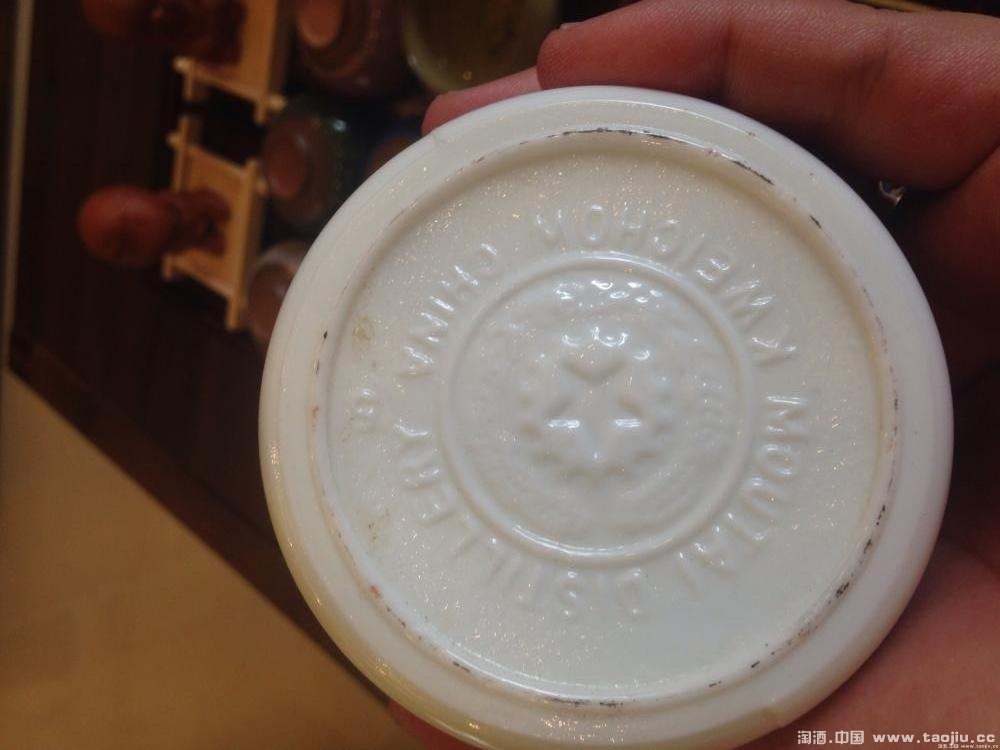 KWEICHOW MOUTAI DISTILLERY CHINA
淘酒.中国 www.taojiu.cc